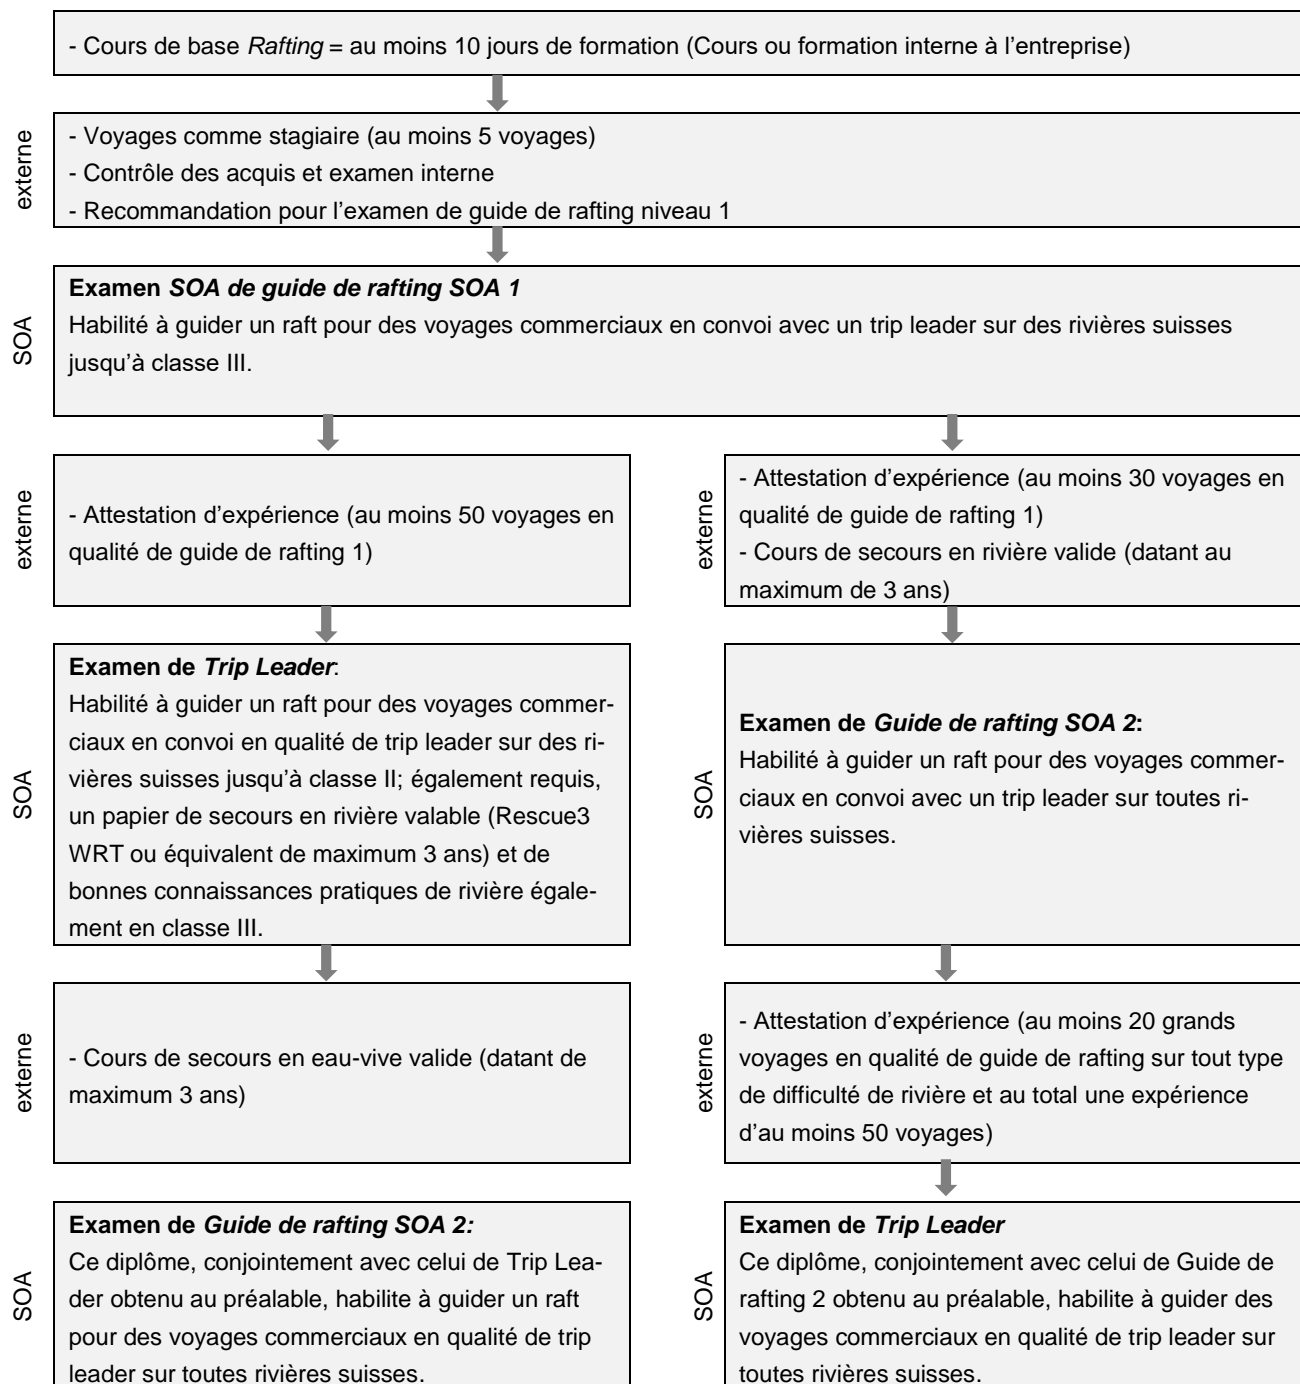 - Cours de base Rafting = au moins 10 jours de formation (Cours ou formation interne à l'entreprise)
externe
- Voyages comme stagiaire (au moins 5 voyages)
- Contrôle des acquis et examen interne
- Recommandation pour l'examen de guide de rafting niveau 1
SOA
Examen SOA de guide de rafting SOA 1
Habilité à guider un raft pour des voyages commerciaux en convoi avec un trip leader sur des rivières suisses
jusqu'à classe III.
externe
- Attestation d'expérience (au moins 50 voyages en
qualité de guide de rafting 1)
externe
- Attestation d'expérience (au moins 30 voyages en
qualité de guide de rafting 1)
- Cours de secours en rivière valide (datant au
maximum de 3 ans)
SOA
Examen de Trip Leader:
Habilité à guider un raft pour des voyages commer-
ciaux en convoi en qualité de trip leader sur des ri-
vières suisses jusqu'à classe II; également requis,
un papier de secours en rivière valable (Rescue3
WRT ou équivalent de maximum 3 ans) et de
bonnes connaissances pratiques de rivière égale-
ment en classe III.
SOA
Examen de Guide de rafting SOA 2:
Habilité à guider un raft pour des voyages commer-
ciaux en convoi avec un trip leader sur toutes ri-
vières suisses.
externe
- Cours de secours en eau-vive valide (datant de
maximum 3 ans)
externe
- Attestation d'expérience (au moins 20 grands
voyages en qualité de guide de rafting sur tout type
de difficulté de rivière et au total une expérience
d'au moins 50 voyages)
SOA
Examen de Guide de rafting SOA 2:
Ce diplôme, conjointement avec celui de Trip Lea-
der obtenu au préalable, habilite à guider un raft
pour des voyages commerciaux en qualité de trip
leader sur toutes rivières suisses.
SOA
Examen de Trip Leader
Ce diplôme, conjointement avec celui de Guide de
rafting 2 obtenu au préalable, habilite à guider des
voyages commerciaux en qualité de trip leader sur
toutes rivières suisses.